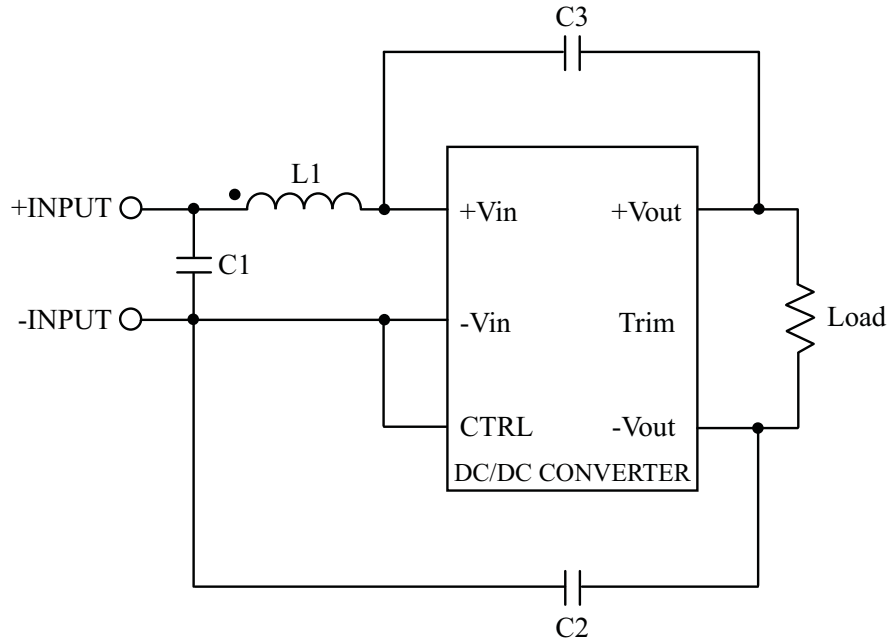 C3
L1
+INPUT
+Vin
+Vout
C1
-INPUT
-Vin
Trim
Load
CTRL
-Vout
DC/DC CONVERTER
C2